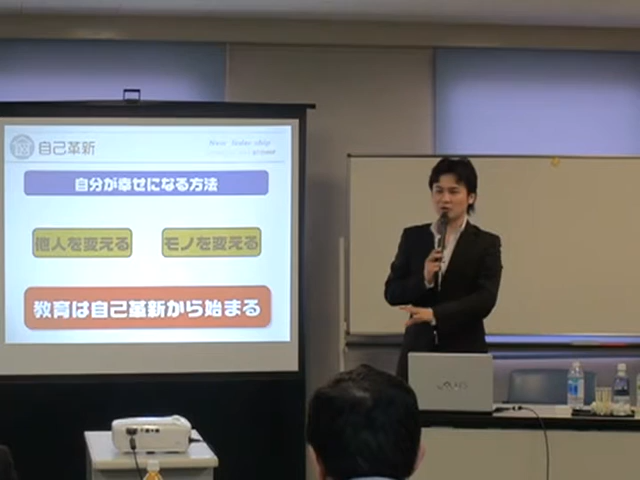 自己革新
自分が幸せになる方法
他人を変える
モノを変える
教育は自己革新から始まる
VAIO